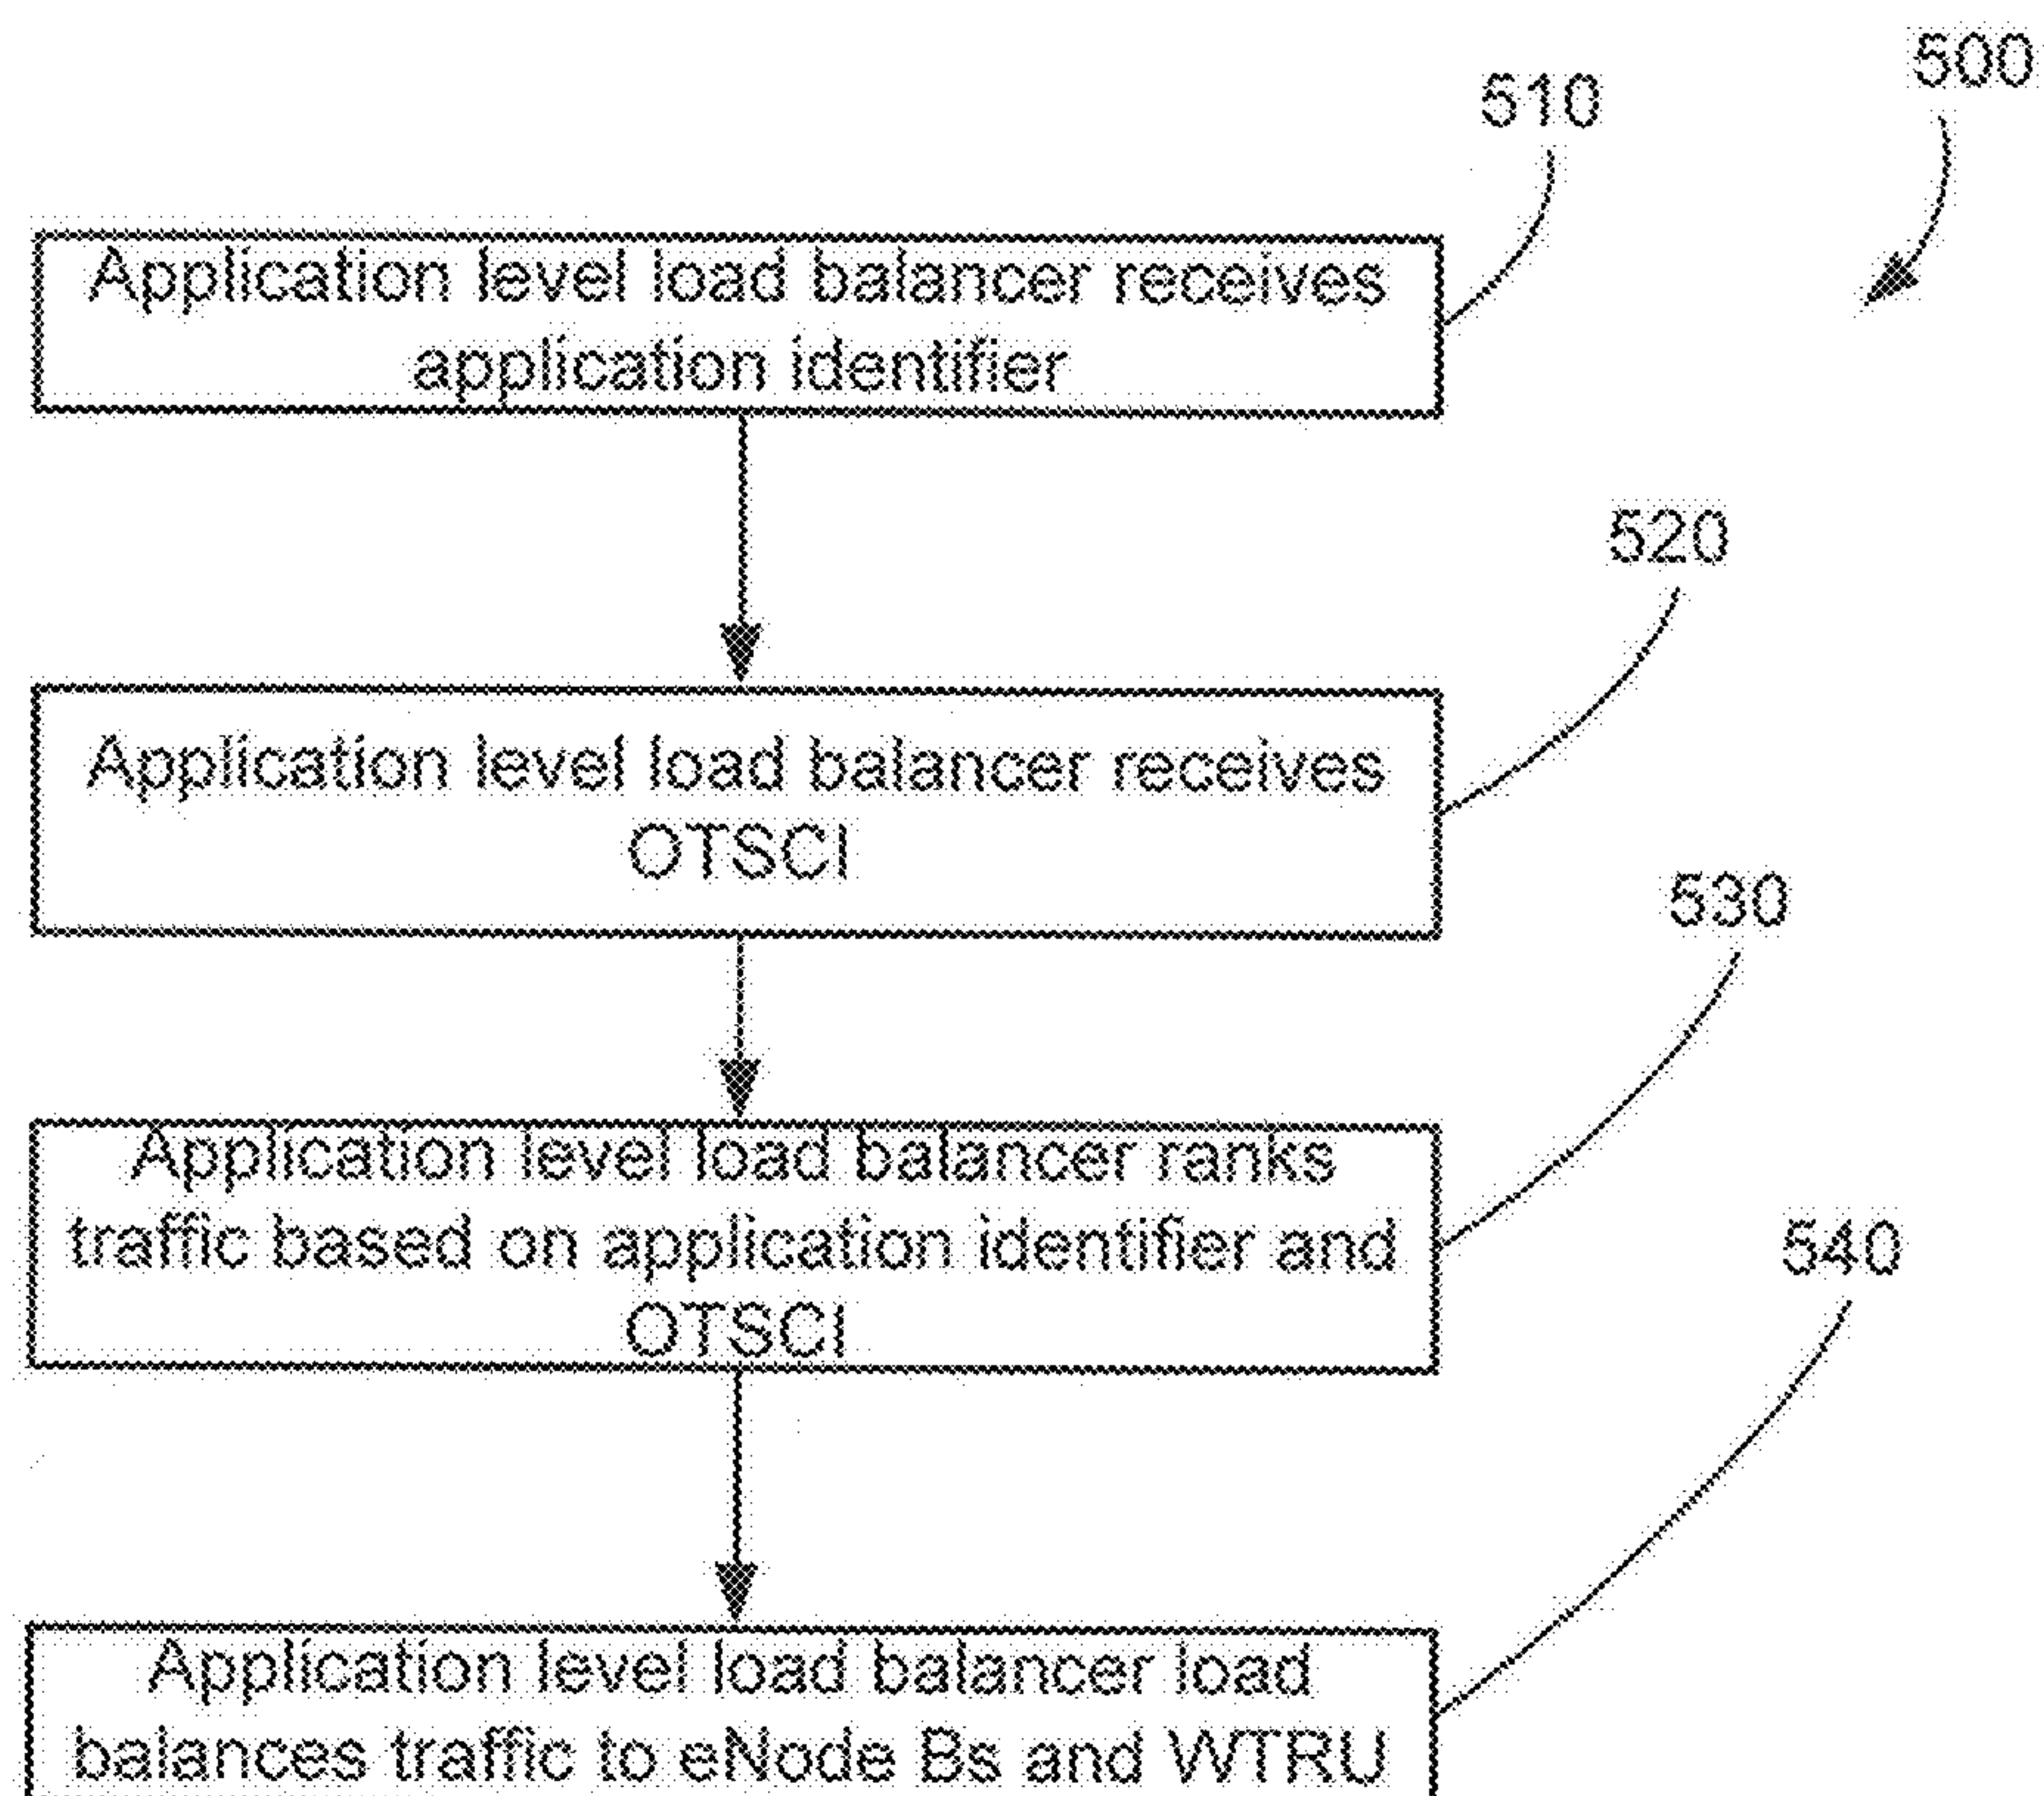 500
510
Application level load balancer receives
application identifier
520
Application level load balancer receives
OTSCI
530
Application level load balancer ranks
traffic based on application identifier and
OTSCI
540
Application level load balancer load
balances traffic to eNode Bs and WTRU